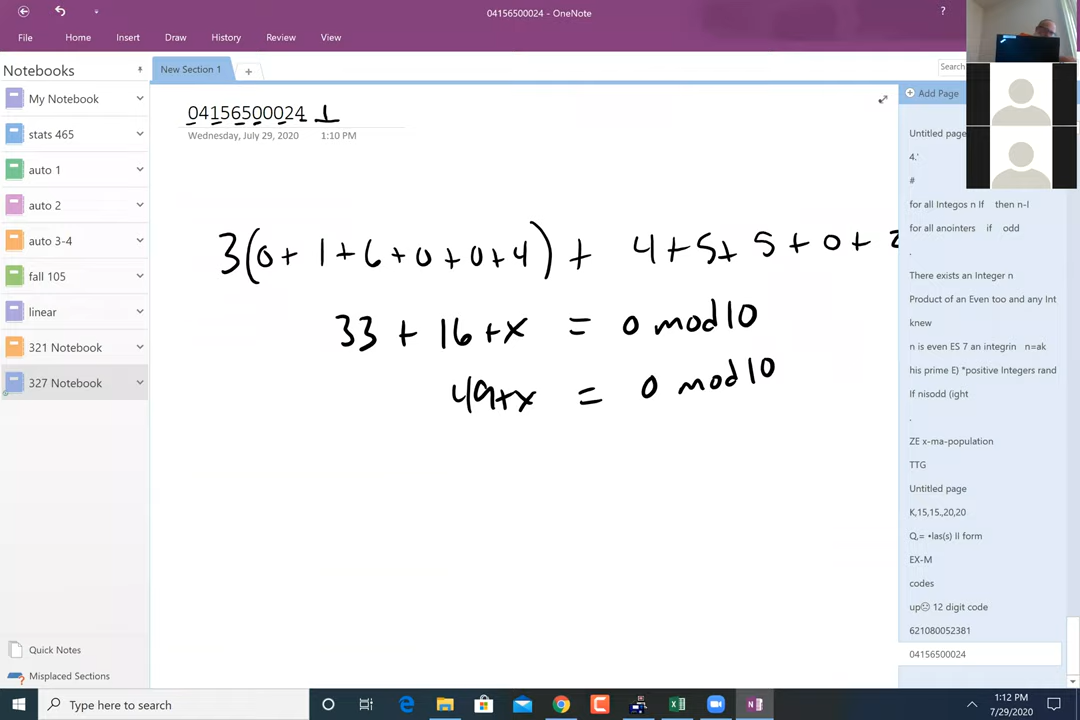 04156500024 - OneNote
?
File Home Insert Draw History Review View
Notebooks
New Section 1
+
Search
My Notebook
stats 465
auto 1
auto 2
auto 3-4
fall 105
linear
321 Notebook
327 Notebook
Quick Notes
Misplaced Sections
04156500024 1
Wednesday, July 29, 2020 1:10 PM
3(0+1+6+0+0+4) + 4+5+5+0+2
33 + 16+x = 0 mod 10
49+x = 0 mod 10
Add Page
Untitled page
4.'
#
for all Integos n If then n-I
for all anointers if odd
.
There exists an Integer n
Product of an Even too and any Int
knew
n is even ES 7 an integrin n=ak
his prime E) *positive Integers rand
If nisodd (ight
.
ZE x-ma-population
TTG
Untitled page
K,15,15.,20,20
Q,= •las(s) II form
EX-M
codes
up☹ 12 digit code
621080052381
04156500024
Type here to search
1:12 PM
7/29/2020